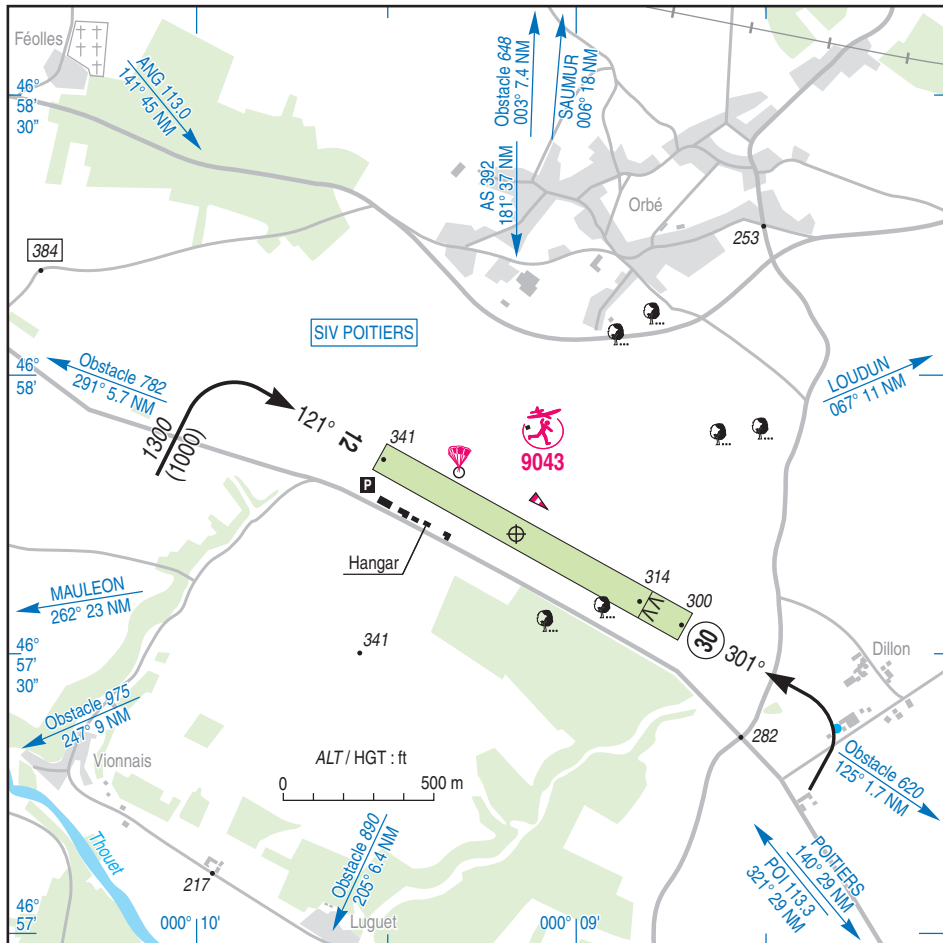 Féolles
46°
58'
30"
ANG 113.0
141° 45 NM
Obstacle 648
003° 7.4 NM
SAUMUR
006° 18 NM
AS 392
181° 37 NM
Orbé
253
384
SIV POITIERS
46°
58'
Obstacle 782
291° 5.7 NM
LOUDUN
067° 11 NM
1300
(1000)
121°
12
341
9043
P
Hangar
314
300
30
301°
MAULEON
262° 23 NM
341
46°
57'
30"
Dillon
Obstacle 975
247° 9 NM
Vionnais
282
Obstacle 620
125° 1.7 NM
ALT / HGT : ft
0 500 m
Thouet
Obstacle 890
205° 6.4 NM
POITIERS
140° 29 NM
POI 113.3
321° 29 NM
217
Luguet
46°
57'
000° 10'
000° 09'